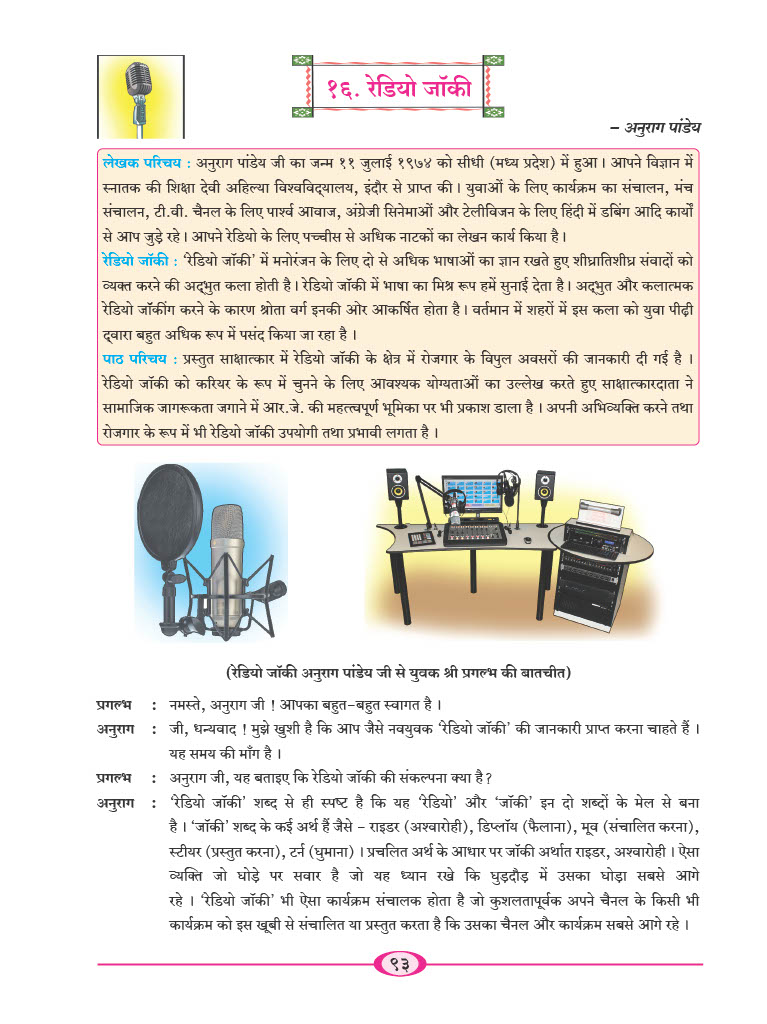 १६. रेडियो जॉकी
– अनुराग पांडेय
लेखक परिचय : अनुराग पांडेय जी का जन्म ११ जुलाई १९७४ को सीधी (मध्य प्रदेश) में हुआ । आपने विज्ञान में
स्नातक की शिक्षा देवी अहिल्या विश्वविद्यालय, इंदौर से प्राप्त की । युवाओं के लिए कार्यक्रम का संचालन, मंच
संचालन, टी.वी. चैनल के लिए पार्श्व आवाज, अंग्रेजी सिनेमाओं और टेलीविजन के लिए हिंदी में डबिंग आदि कार्यों
से आप जुड़े रहे । आपने रेडियो के लिए पच्चीस से अधिक नाटकों का लेखन कार्य किया है ।
रेडियो जॉकी : ‘रेडियो जॉकी’ में मनोरंजन के लिए दो से अधिक भाषाओं का ज्ञान रखते हुए शीघ्रातिशीघ्र संवादों को
व्यक्त करने की अद्भुत कला होती है । रेडियो जॉकी में भाषा का मिश्र रूप हमें सुनाई देता है । अद्भुत और कलात्मक
रेडियो जॉकींग करने के कारण श्रोता वर्ग इनकी ओर आकर्षित होता है । वर्तमान में शहरों में इस कला को युवा पीढ़ी
द्वारा बहुत अधिक रूप में पसंद किया जा रहा है ।
पाठ परिचय : प्रस्तुत साक्षात्कार में रेडियो जॉकी के क्षेत्र में रोजगार के विपुल अवसरों की जानकारी दी गई है ।
रेडियो जॉकी को करियर के रूप में चुनने के लिए आवश्यक योग्यताओं का उल्लेख करते हुए साक्षात्कारदाता ने
सामाजिक जागरूकता जगाने में आर.जे. की महत्त्वपूर्ण भूमिका पर भी प्रकाश डाला है । अपनी अभिव्यक्ति करने तथा
रोजगार के रूप में भी रेडियो जॉकी उपयोगी तथा प्रभावी लगता है ।
(रेडियो जॉकी अनुराग पांडेय जी से युवक श्री प्रगल्भ की बातचीत)
प्रगल्भ : नमस्ते, अनुराग जी ! आपका बहुत-बहुत स्वागत है ।
अनुराग : जी, धन्यवाद ! मुझे खुशी है कि आप जैसे नवयुवक ‘रेडियो जॉकी’ की जानकारी प्राप्त करना चाहते हैं ।
यह समय की माँग है ।
प्रगल्भ : अनुराग जी, यह बताइए कि रेडियो जॉकी की संकल्पना क्या है?
अनुराग : ‘रेडियो जॉकी’ शब्द से ही स्पष्ट है कि यह ‘रेडियो’ और ‘जॉकी’ इन दो शब्दों के मेल से बना
है । ‘जॉकी’ शब्द के कई अर्थ हैं जैसे – राइडर (अश्वारोही), डिप्लॉय (फैलाना), मूव (संचालित करना),
स्टीयर (प्रस्तुत करना), टर्न (घुमाना) । प्रचलित अर्थ के आधार पर जॉकी अर्थात राइडर, अश्वारोही । ऐसा
व्यक्ति जो घोड़े पर सवार है जो यह ध्यान रखे कि घुड़दौड़ में उसका घोड़ा सबसे आगे
रहे । ‘रेडियो जॉकी’ भी ऐसा कार्यक्रम संचालक होता है जो कुशलतापूर्वक अपने चैनल के किसी भी
कार्यक्रम को इस खूबी से संचालित या प्रस्तुत करता है कि उसका चैनल और कार्यक्रम सबसे आगे रहे ।
९३